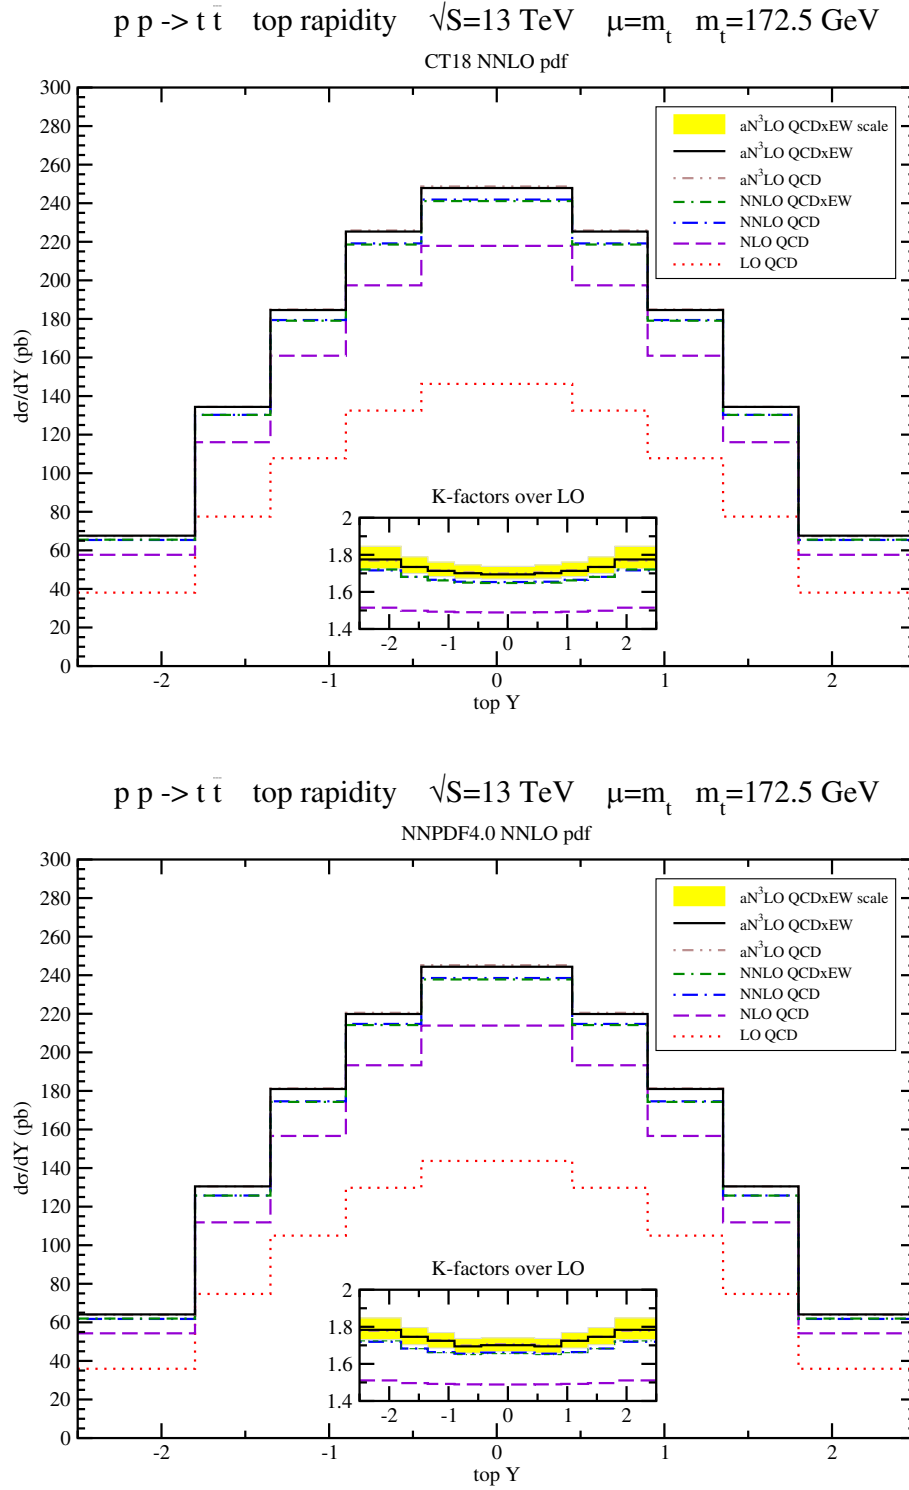 p p -> t t̄ top rapidity √S=13 TeV μ=mₜ mₜ=172.5 GeV
CT18 NNLO pdf
300
290
280
260
240
220
200
180
160
140
120
100
80
60
40
20
0
dσ/dY (pb)
aN³LO QCDxEW scale
aN³LO QCDxEW
aN³LO QCD
NNLO QCDxEW
NNLO QCD
NLO QCD
LO QCD
K-factors over LO
2
1.8
1.6
1.4
-2 -1 0 1 2
-2 -1 0 1 2
top Y
p p -> t t̄ top rapidity √S=13 TeV μ=mₜ mₜ=172.5 GeV
NNPDF4.0 NNLO pdf
300
290
280
260
240
220
200
180
160
140
120
100
80
60
40
20
0
dσ/dY (pb)
aN³LO QCDxEW scale
aN³LO QCDxEW
aN³LO QCD
NNLO QCDxEW
NNLO QCD
NLO QCD
LO QCD
K-factors over LO
2
1.8
1.6
1.4
-2 -1 0 1 2
-2 -1 0 1 2
top Y